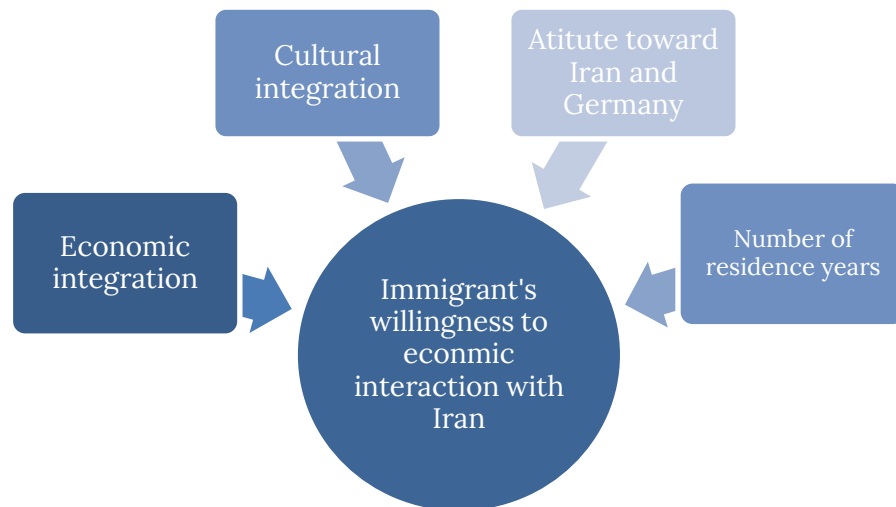 Cultural
integration
Atitute toward
Iran and
Germany
Economic
integration
Number of
residence years
Immigrant's
willingness to
econmic
interaction with
Iran